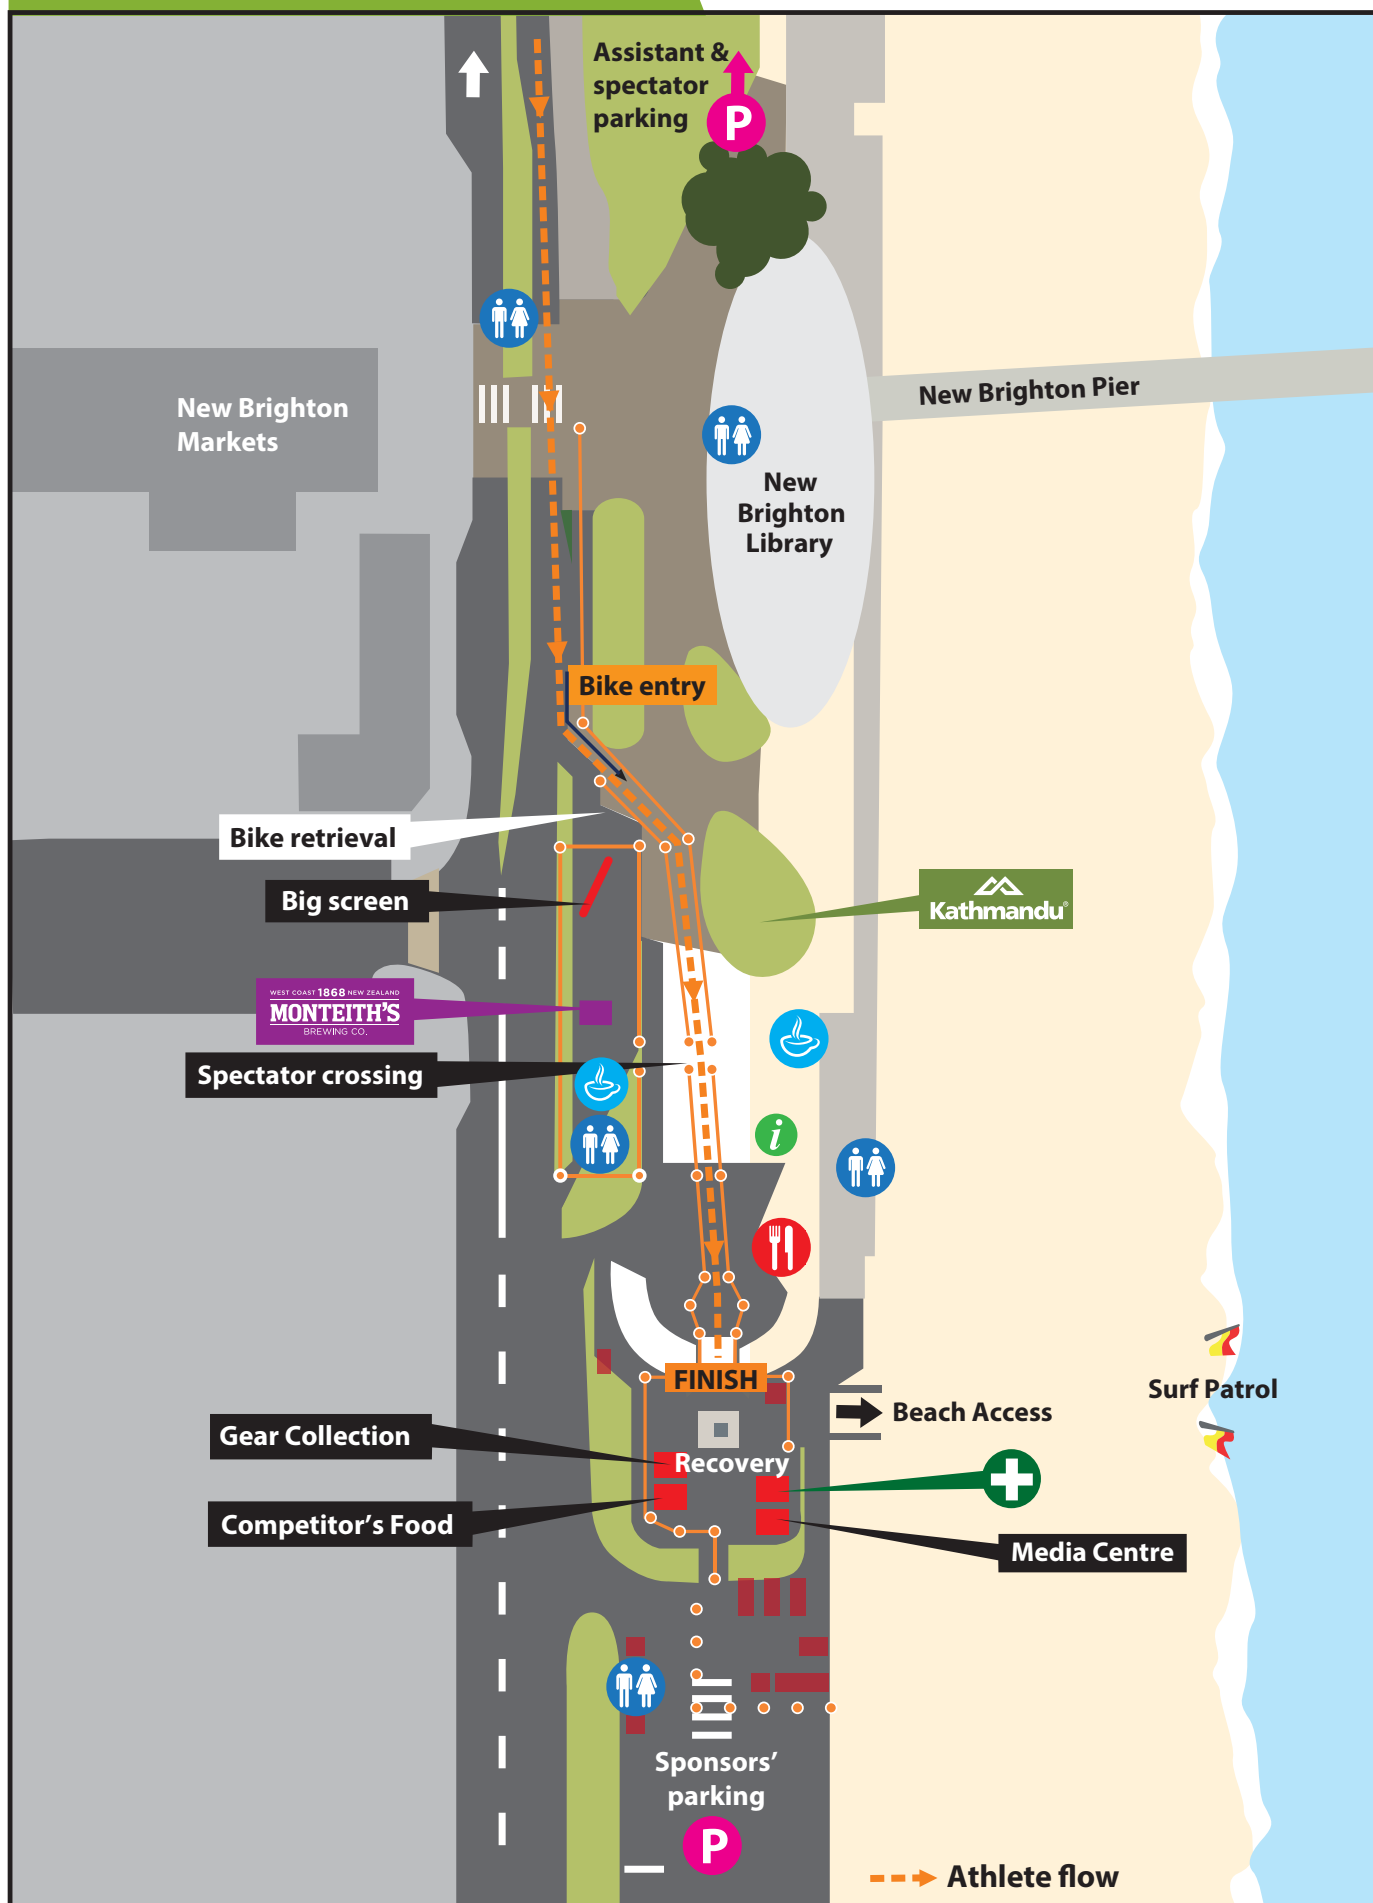 Assistant &
spectator
parking
P
New Brighton
Markets
New Brighton Pier
New
Brighton
Library
Bike entry
Bike retrieval
Big screen
Kathmandu®
WEST COAST 1868 NEW ZEALAND
MONTEITH'S
BREWING CO.
Spectator crossing
i
FINISH
Surf Patrol
Beach Access
Gear Collection
Recovery
Competitor's Food
Media Centre
Sponsors'
parking
P
Athlete flow